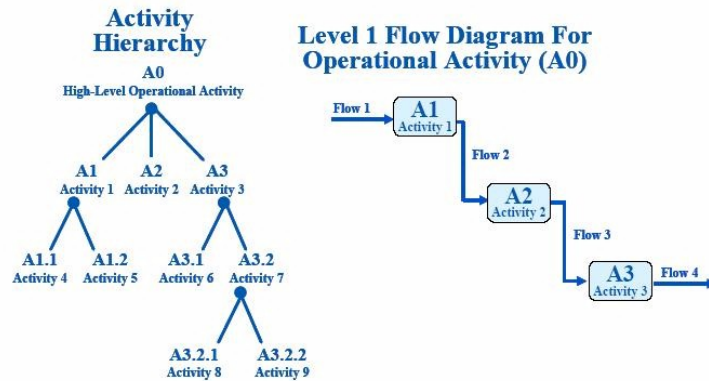 Activity
Hierarchy
A0
High-Level Operational Activity
A1
Activity 1
A2
Activity 2
A3
Activity 3
A1.1
Activity 4
A1.2
Activity 5
A3.1
Activity 6
A3.2
Activity 7
A3.2.1
Activity 8
A3.2.2
Activity 9
Level 1 Flow Diagram For
Operational Activity (A0)
Flow 1
A1
Activity 1
Flow 2
A2
Activity 2
Flow 3
A3
Activity 3
Flow 4